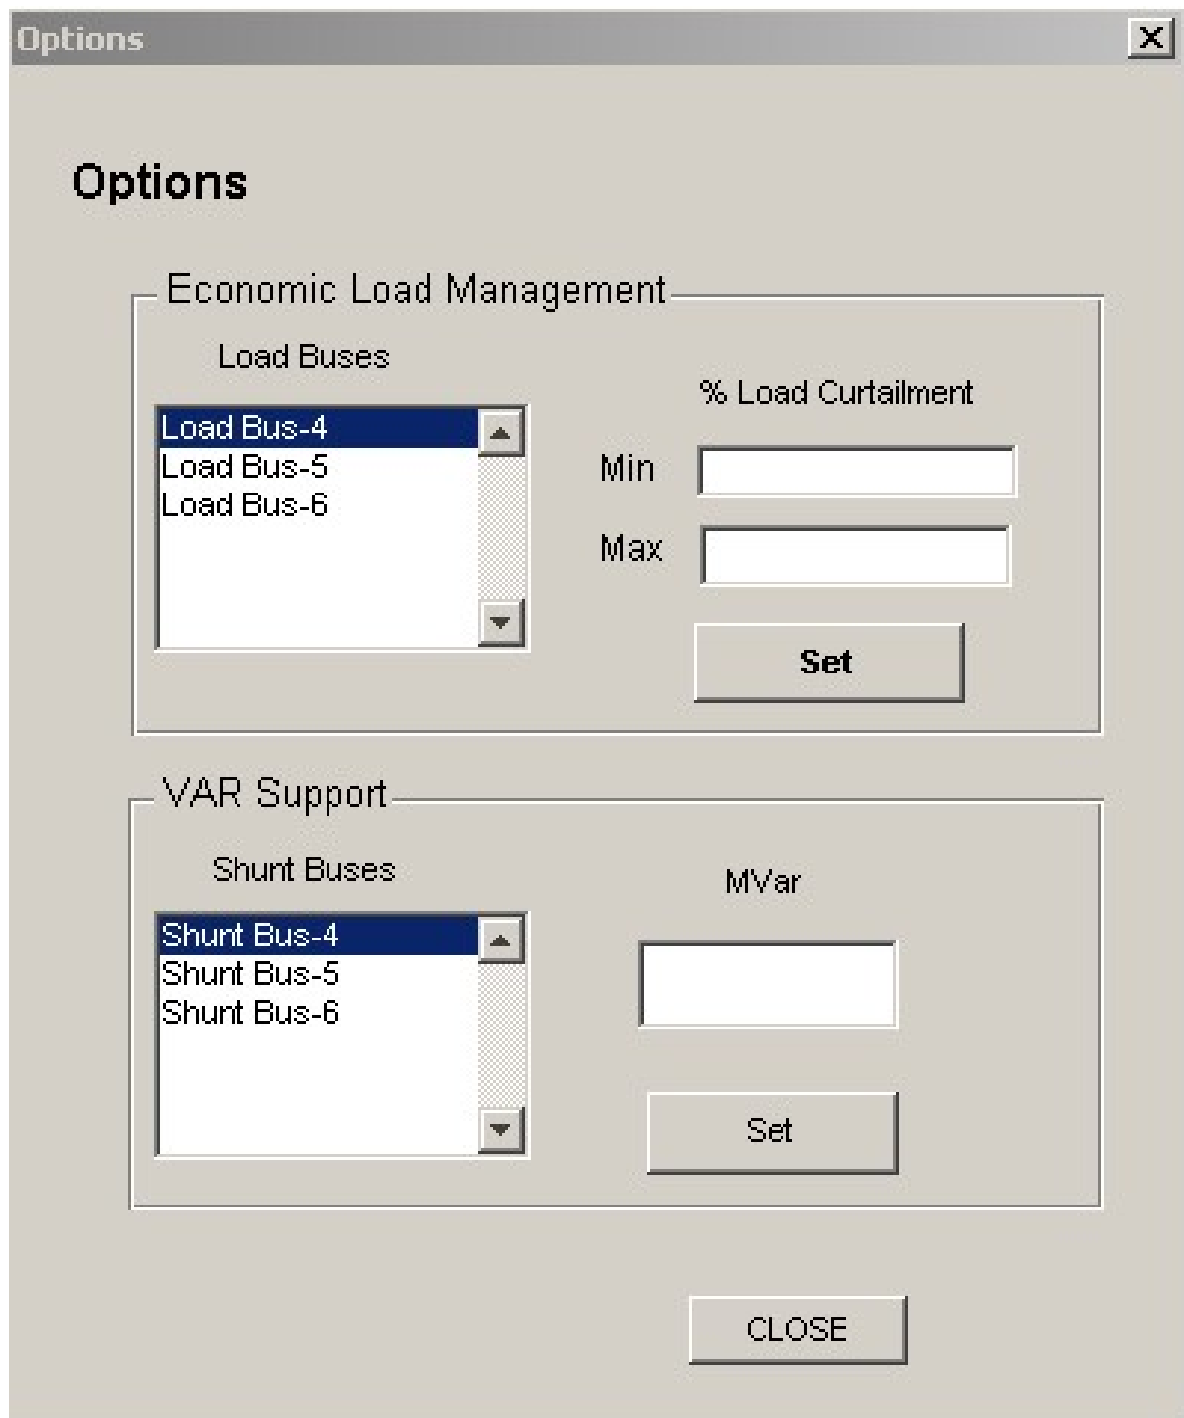 Options
Options
Economic Load Management
Load Buses
% Load Curtailment
Load Bus-4
Load Bus-5
Load Bus-6
Min
Max
Set
VAR Support
Shunt Buses
MVar
Shunt Bus-4
Shunt Bus-5
Shunt Bus-6
Set
CLOSE